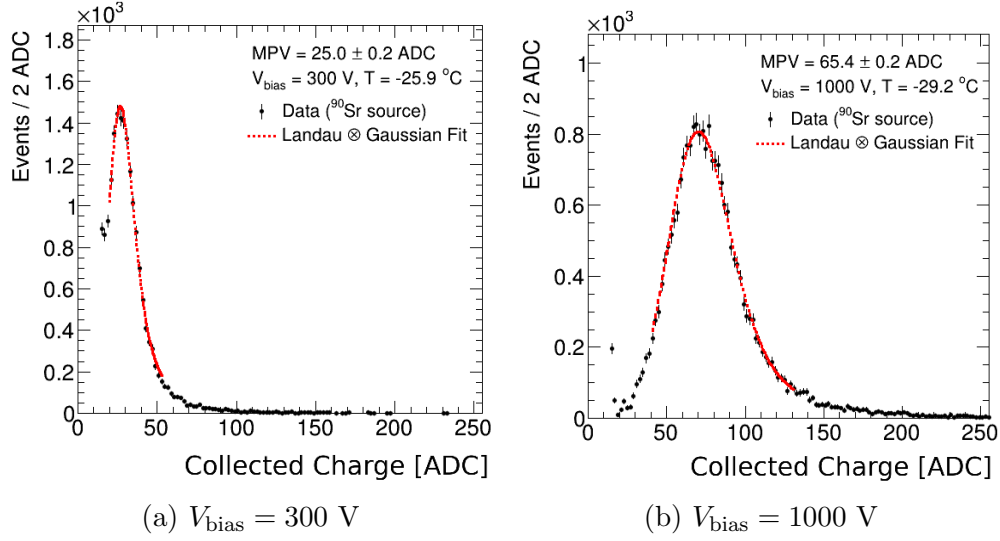 ×10³
Events / 2 ADC
1.8
1.6
1.4
1.2
1
0.8
0.6
0.4
0.2
0
MPV = 25.0 ± 0.2 ADC
V_bias = 300 V, T = -25.9 °C
Data (⁹⁰Sr source)
Landau ⊗ Gaussian Fit
0 50 100 150 200 250
Collected Charge [ADC]
(a) V_bias = 300 V
×10³
Events / 2 ADC
1
0.8
0.6
0.4
0.2
0
MPV = 65.4 ± 0.2 ADC
V_bias = 1000 V, T = -29.2 °C
Data (⁹⁰Sr source)
Landau ⊗ Gaussian Fit
0 50 100 150 200 250
Collected Charge [ADC]
(b) V_bias = 1000 V